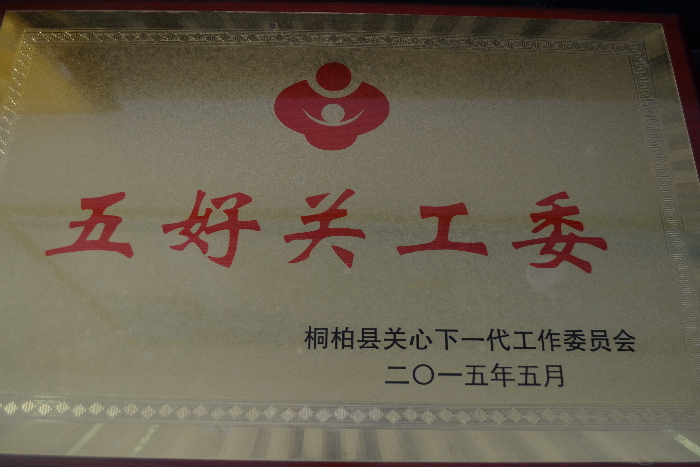 五好关工委
桐柏县关心下一代工作委员会
二〇一五年五月